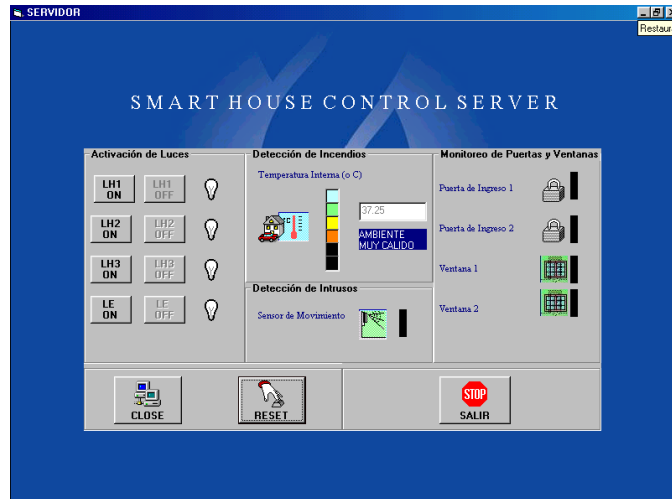 SERVIDOR
Restaura
SMART HOUSE CONTROL SERVER
Activación de Luces
LH1 ON
LH1 OFF
LH2 ON
LH2 OFF
LH3 ON
LH3 OFF
LE ON
LE OFF
Detección de Incendios
Temperatura Interna (o C)
°C
37.25
AMBIENTE
MUY CALIDO
Detección de Intrusos
Sensor de Movimiento
Monitoreo de Puertas y Ventanas
Puerta de Ingreso 1
Puerta de Ingreso 2
Ventana 1
Ventana 2
CLOSE
RESET
STOP
SALIR